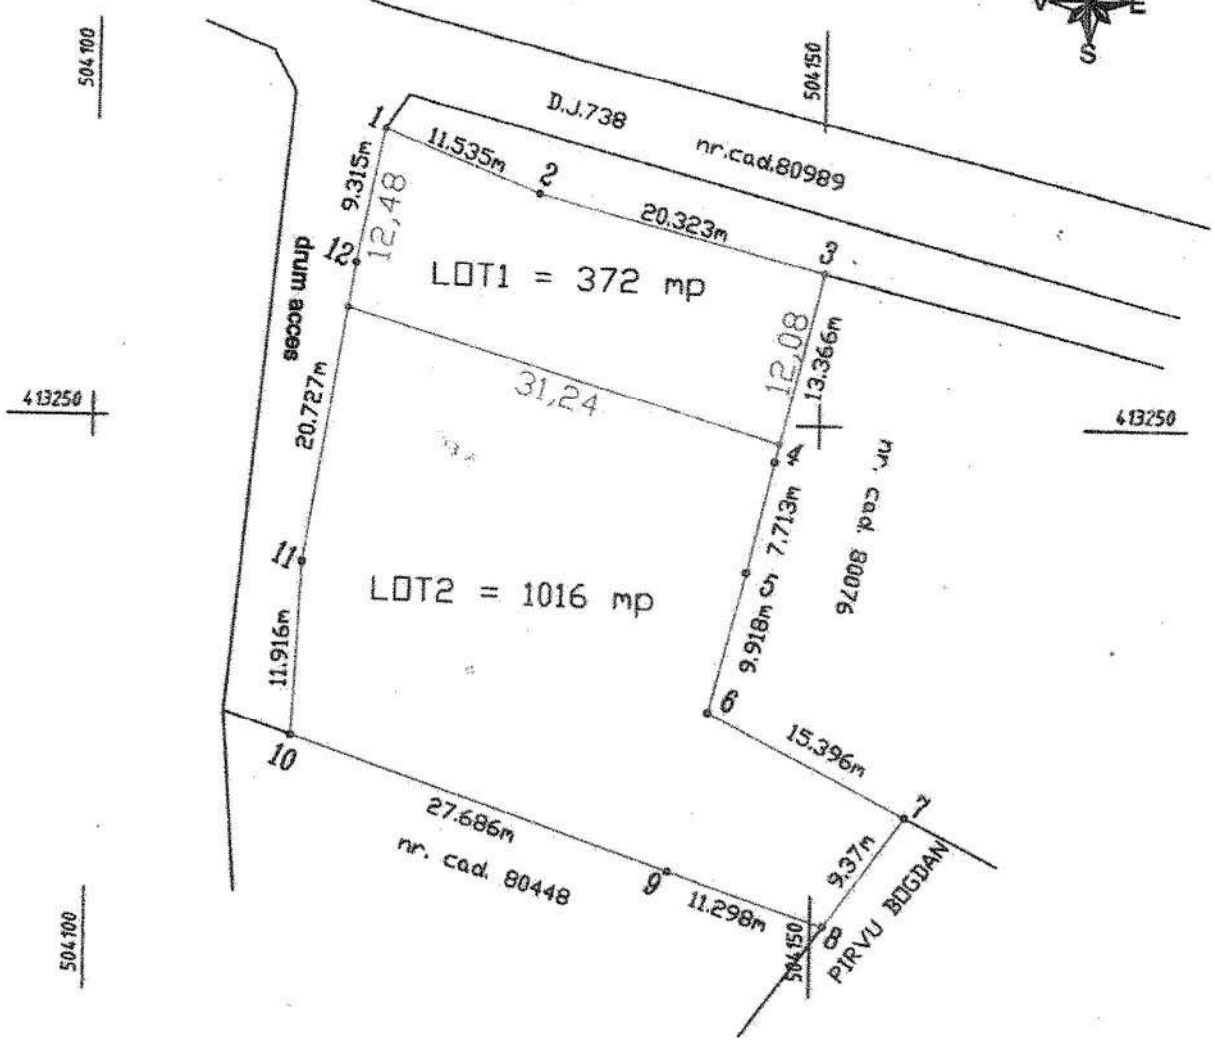 V E
S
504100
504150
D.J.738
nr.cad.80989
1
11.535m
2
20.323m
3
9.315m
12,48
12
LOT1 = 372 mp
drum acces
12,08
13.366m
31,24
20.727m
413250
413250
4
7.713m
nr. cad. 80076
11
5
LOT2 = 1016 mp
9.918m
11.916m
6
15.396m
10
7
27.686m
nr. cad. 80448
9
9.37m
11.298m
8
PIRVU BOGDAN
504100
504150